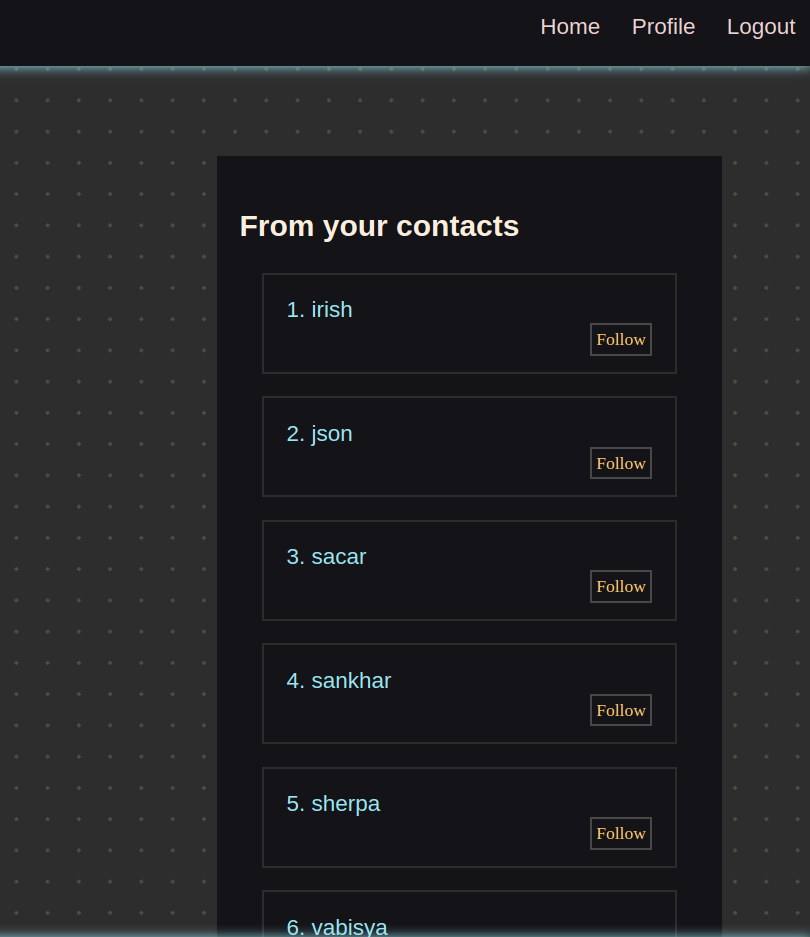 Home Profile Logout
From your contacts
1. irish
Follow
2. json
Follow
3. sacar
Follow
4. sankhar
Follow
5. sherpa
Follow
6. yabisya